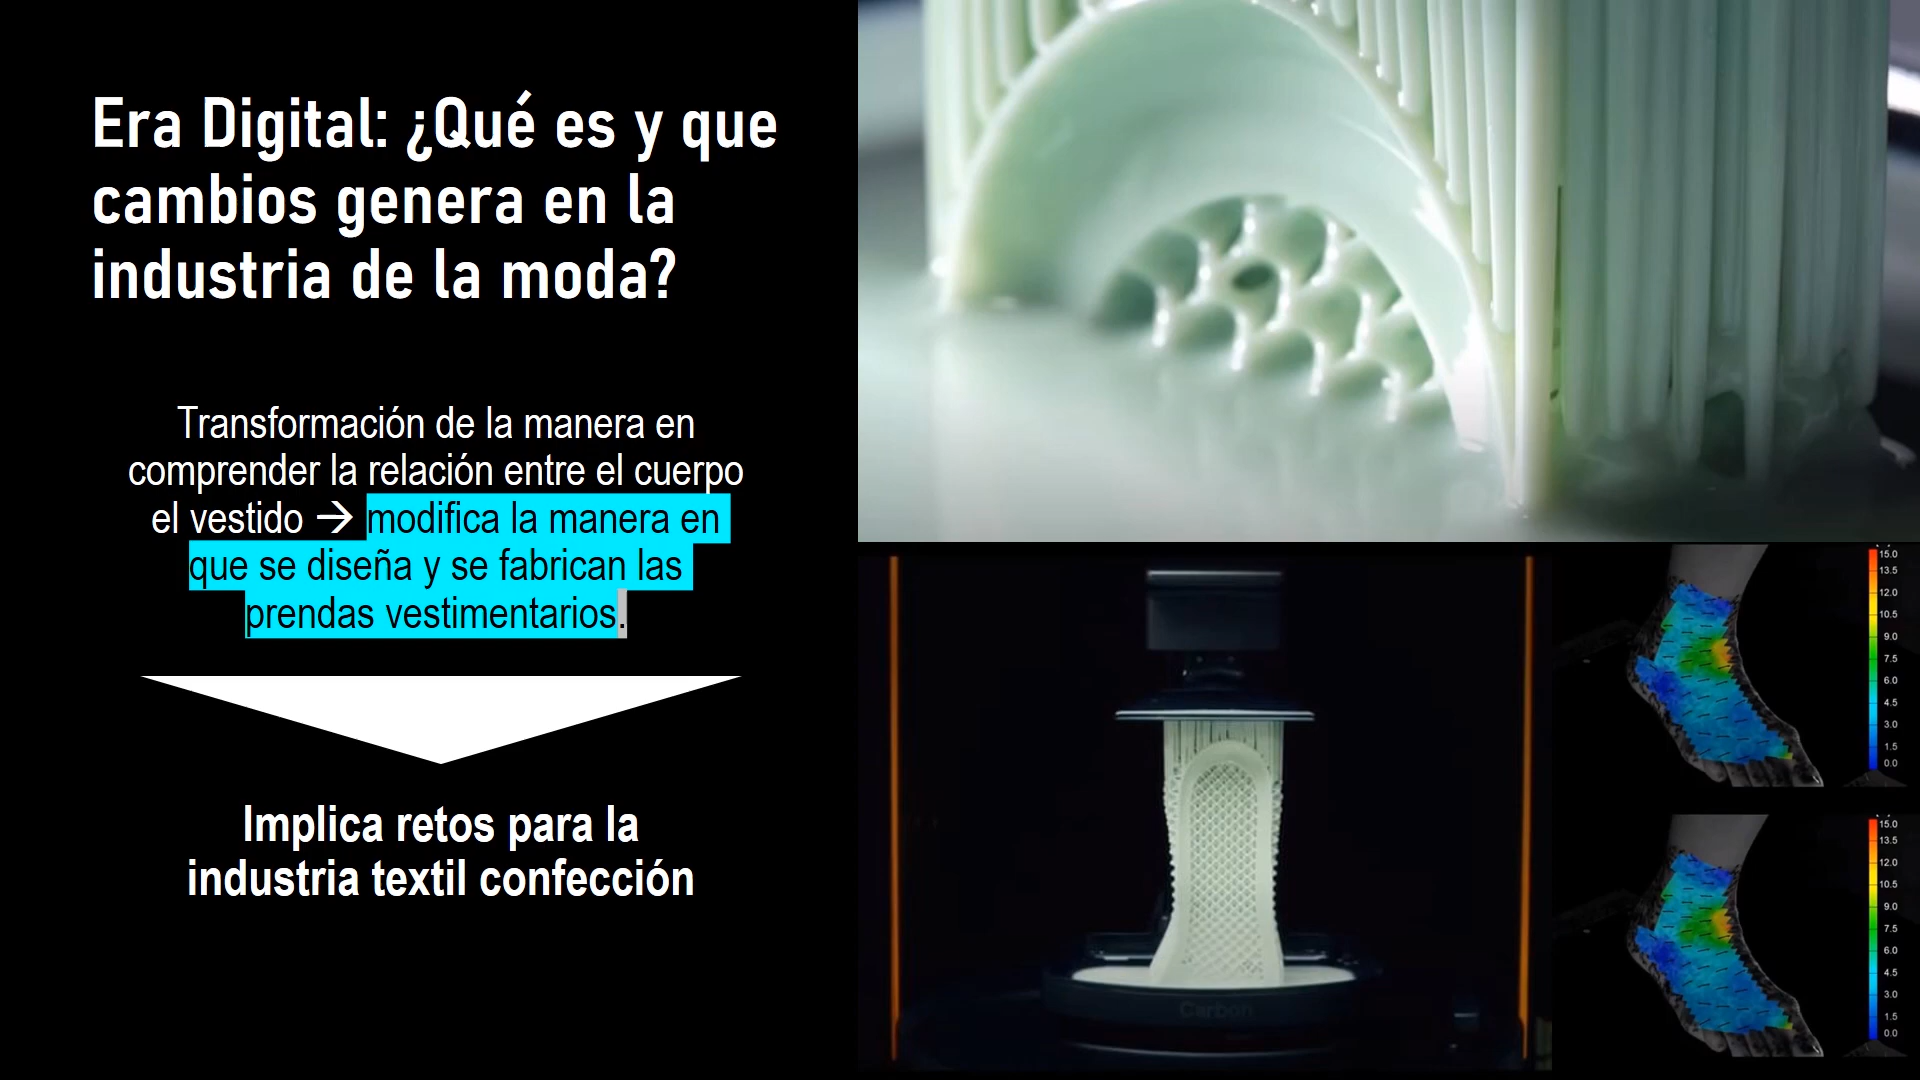 Era Digital: ¿Qué es y que
cambios genera en la
industria de la moda?
Transformación de la manera en
comprender la relación entre el cuerpo
el vestido → modifica la manera en
que se diseña y se fabrican las
prendas vestimentarios.
Implica retos para la
industria textil confección
Carbon
15.0
13.5
12.0
10.5
9.0
7.5
6.0
4.5
3.0
1.5
0.0
15.0
13.5
12.0
10.5
9.0
7.5
6.0
4.5
3.0
1.5
0.0